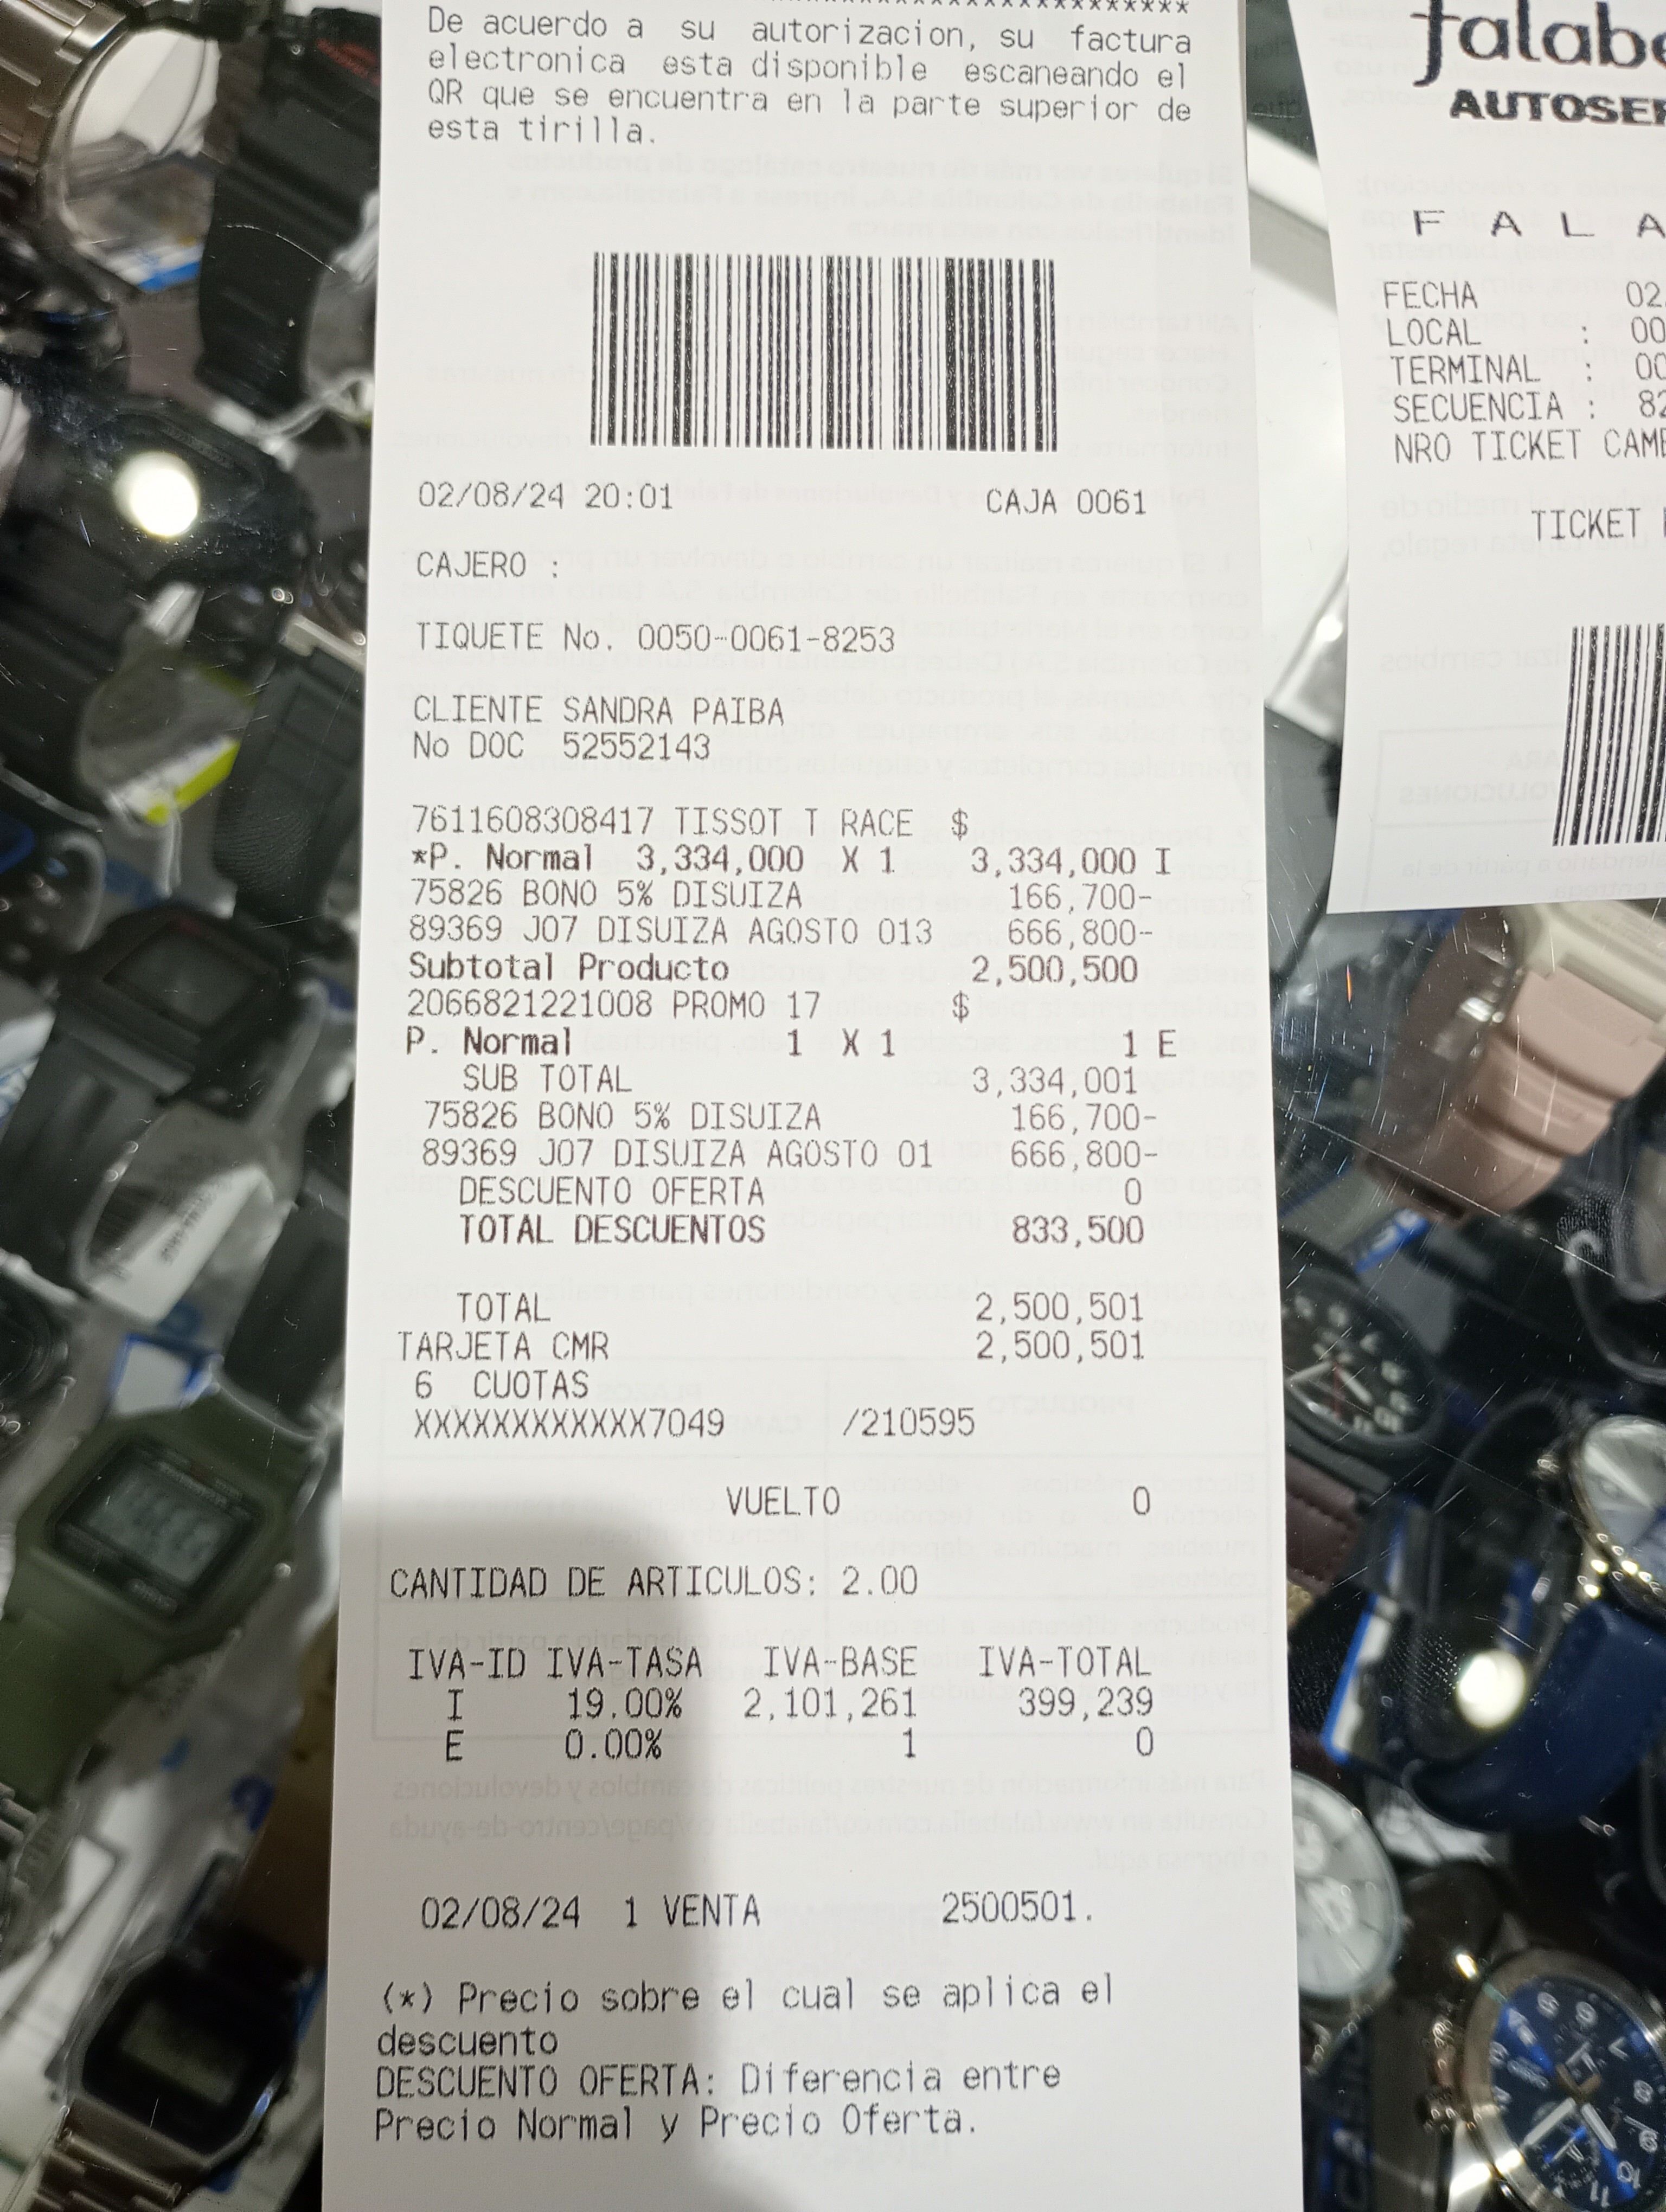 De acuerdo a su autorizacion, su factura
electronica esta disponible escaneando el
QR que se encuentra en la parte superior de
esta tirilla.
02/08/24 20:01 CAJA 0061
CAJERO :
TIQUETE No. 0050-0061-8253
CLIENTE SANDRA PAIBA
No DOC 52552143
7611608308417 TISSOT T RACE $
*P. Normal 3,334,000 X 1 3,334,000 I
75826 BONO 5% DISUIZA 166,700-
89369 J07 DISUIZA AGOSTO 013 666,800-
Subtotal Producto 2,500,500
2066821221008 PROMO 17 $
P. Normal 1 X 1 1 E
SUB TOTAL 3,334,001
75826 BONO 5% DISUIZA 166,700-
89369 J07 DISUIZA AGOSTO 01 666,800-
DESCUENTO OFERTA 0
TOTAL DESCUENTOS 833,500
TOTAL 2,500,501
TARJETA CMR 2,500,501
6 CUOTAS
XXXXXXXXXXXX7049 /210595
VUELTO 0
CANTIDAD DE ARTICULOS: 2.00
IVA-ID IVA-TASA IVA-BASE IVA-TOTAL
I 19.00% 2,101,261 399,239
E 0.00% 1 0
02/08/24 1 VENTA 2500501.
(*) Precio sobre el cual se aplica el
descuento
DESCUENTO OFERTA: Diferencia entre
Precio Normal y Precio Oferta.
falabe
AUTOSE
F A L A
FECHA 02
LOCAL : 00
TERMINAL : 00
SECUENCIA : 82
NRO TICKET CAMB
TICKET